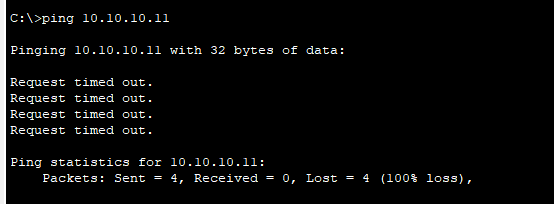 C:\>ping 10.10.10.11
Pinging 10.10.10.11 with 32 bytes of data:
Request timed out.
Request timed out.
Request timed out.
Request timed out.
Ping statistics for 10.10.10.11:
Packets: Sent = 4, Received = 0, Lost = 4 (100% loss),